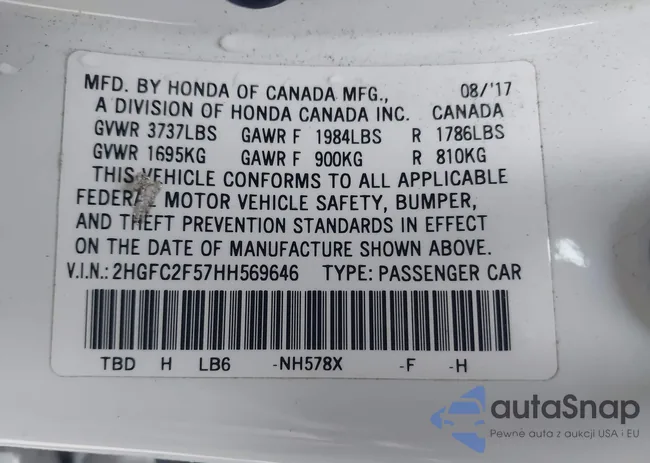 MFD. BY HONDA OF CANADA MFG., 08/'17
A DIVISION OF HONDA CANADA INC. CANADA
GVWR 3737LBS GAWR F 1984LBS R 1786LBS
GVWR 1695KG GAWR F 900KG R 810KG
THIS VEHICLE CONFORMS TO ALL APPLICABLE
FEDERAL MOTOR VEHICLE SAFETY, BUMPER,
AND THEFT PREVENTION STANDARDS IN EFFECT
ON THE DATE OF MANUFACTURE SHOWN ABOVE.
V.I.N.: 2HGFC2F57HH569646 TYPE: PASSENGER CAR
TBD H LB6 -NH578X -F -H
autoSnap
Pewne auta z aukcji USA i EU